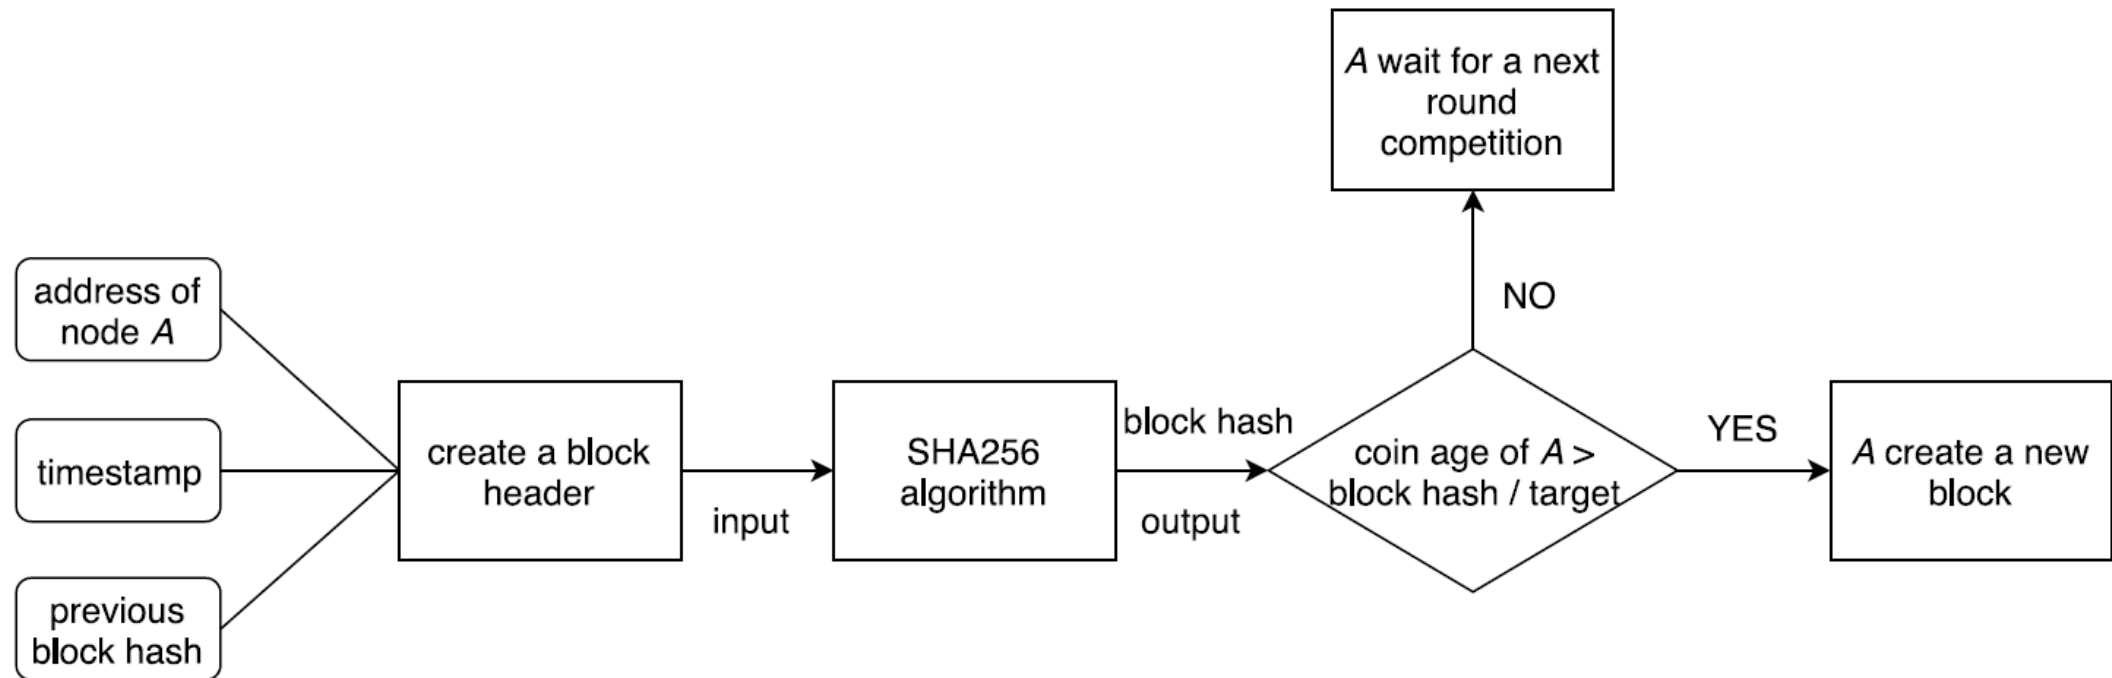 address of
node A
timestamp
previous
block hash
create a block
header
input
SHA256
algorithm
block hash
output
coin age of A >
block hash / target
NO
A wait for a next
round
competition
YES
A create a new
block